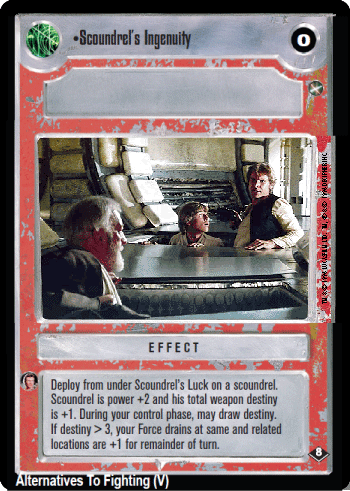 •Scoundrel's Ingenuity
0
EFFECT
Deploy from under Scoundrel's Luck on a scoundrel.
Scoundrel is power +2 and his total weapon destiny
is +1. During your control phase, may draw destiny.
If destiny > 3, your Force drains at same and related
locations are +1 for remainder of turn.
8
Alternatives To Fighting (V)